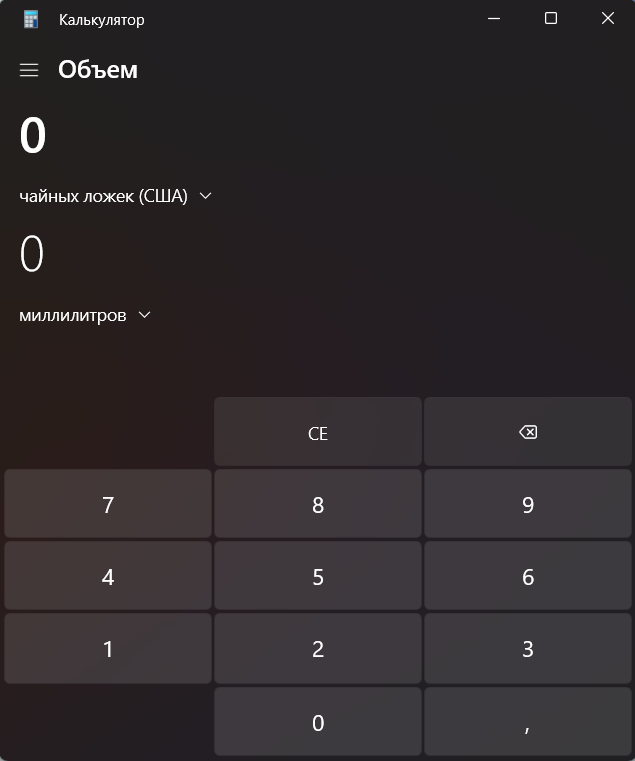 Калькулятор
Объем
0
чайных ложек (США)
0
миллилитров
CE
7 8 9
4 5 6
1 2 3
0 ,